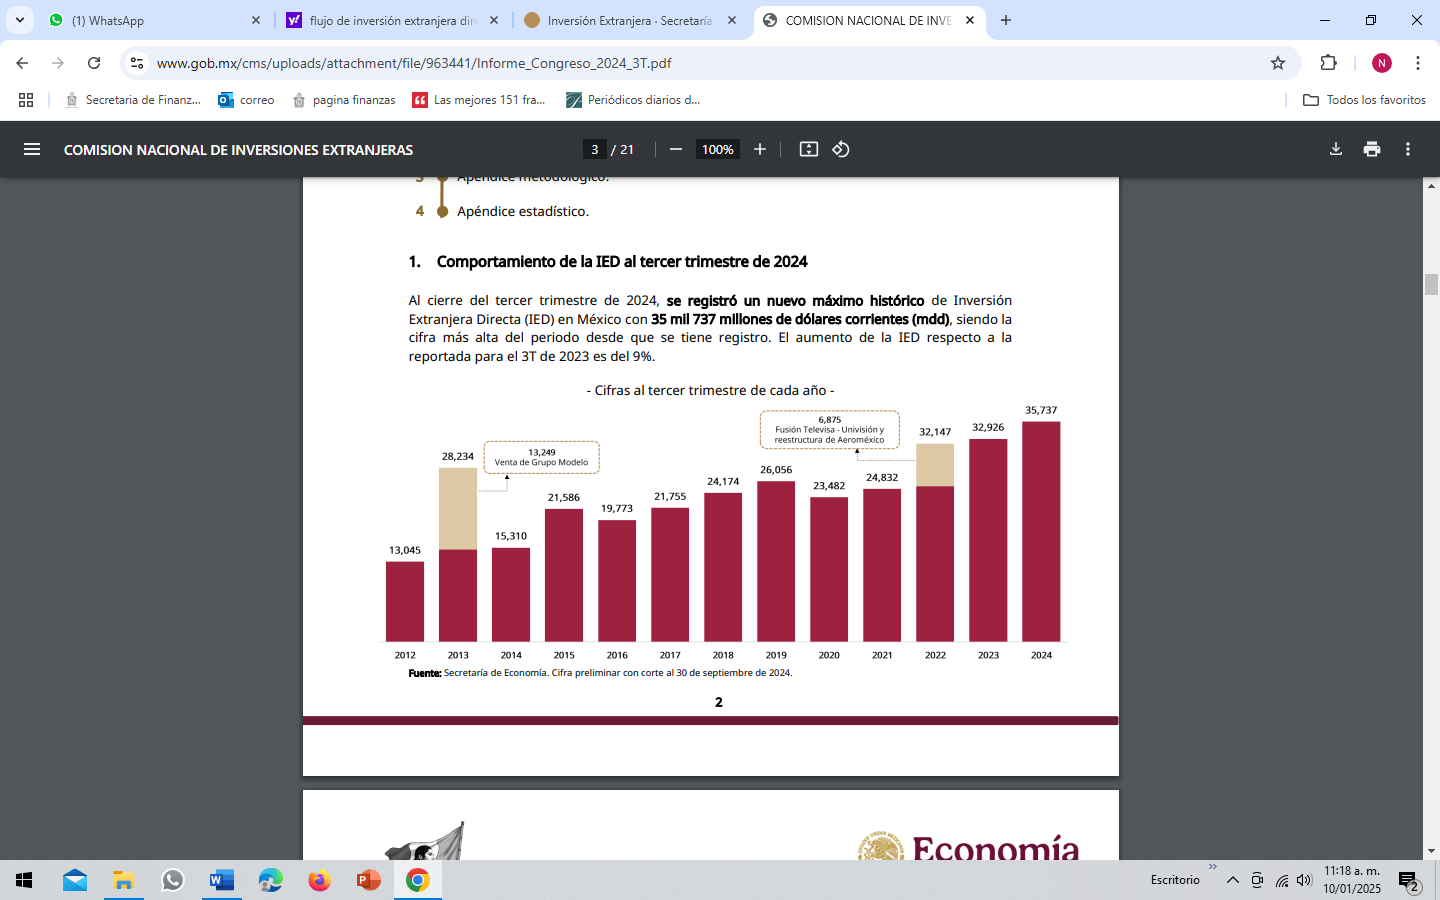 (1) WhatsApp
flujo de inversión extranjera dire
Inversión Extranjera · Secretaría
COMISION NACIONAL DE INVE
www.gob.mx/cms/uploads/attachment/file/963441/Informe_Congreso_2024_3T.pdf
N
Secretaria de Finanz...
correo
pagina finanzas
Las mejores 151 fra...
Periódicos diarios d...
Todos los favoritos
COMISION NACIONAL DE INVERSIONES EXTRANJERAS
3 / 21
100%
3 Apéndice metodológico.
4 Apéndice estadístico.
1. Comportamiento de la IED al tercer trimestre de 2024
Al cierre del tercer trimestre de 2024, se registró un nuevo máximo histórico de Inversión
Extranjera Directa (IED) en México con 35 mil 737 millones de dólares corrientes (mdd), siendo la
cifra más alta del periodo desde que se tiene registro. El aumento de la IED respecto a la
reportada para el 3T de 2023 es del 9%.
- Cifras al tercer trimestre de cada año -
13,045
28,234
13,249
Venta de Grupo Modelo
15,310
21,586
19,773
21,755
24,174
26,056
23,482
24,832
6,875
Fusión Televisa - Univisión y
reestructura de Aeroméxico
32,147
32,926
35,737
2012 2013 2014 2015 2016 2017 2018 2019 2020 2021 2022 2023 2024
Fuente: Secretaría de Economía. Cifra preliminar con corte al 30 de septiembre de 2024.
2
Economía
Escritorio
11:18 a. m.
10/01/2025
2